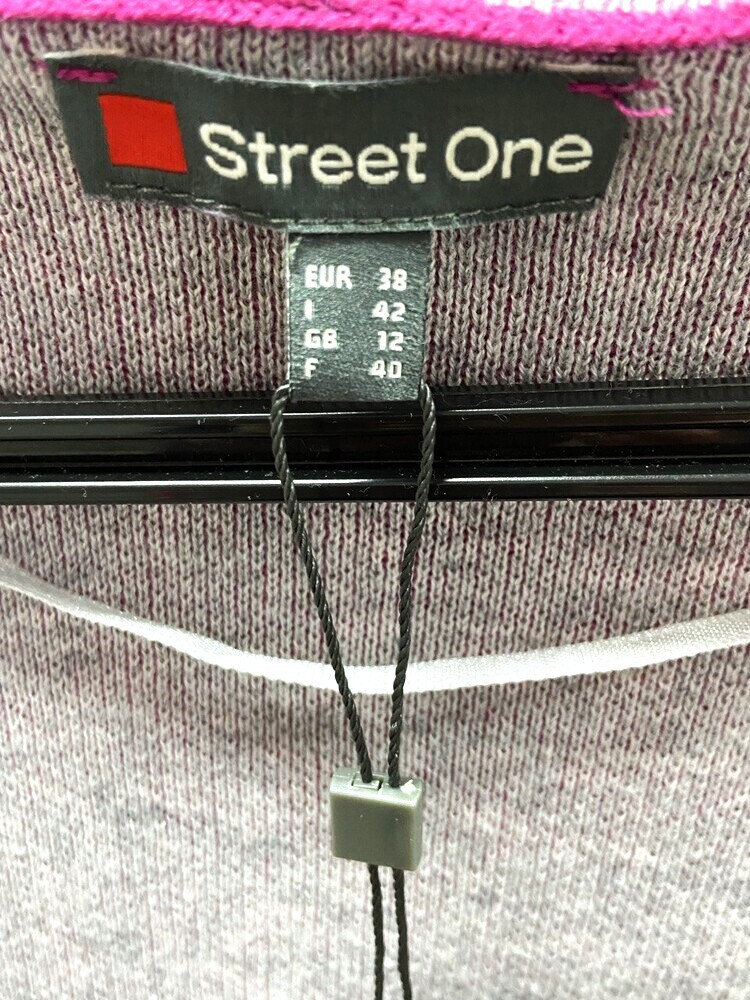 Street One
EUR 38
I 42
GB 12
F 40